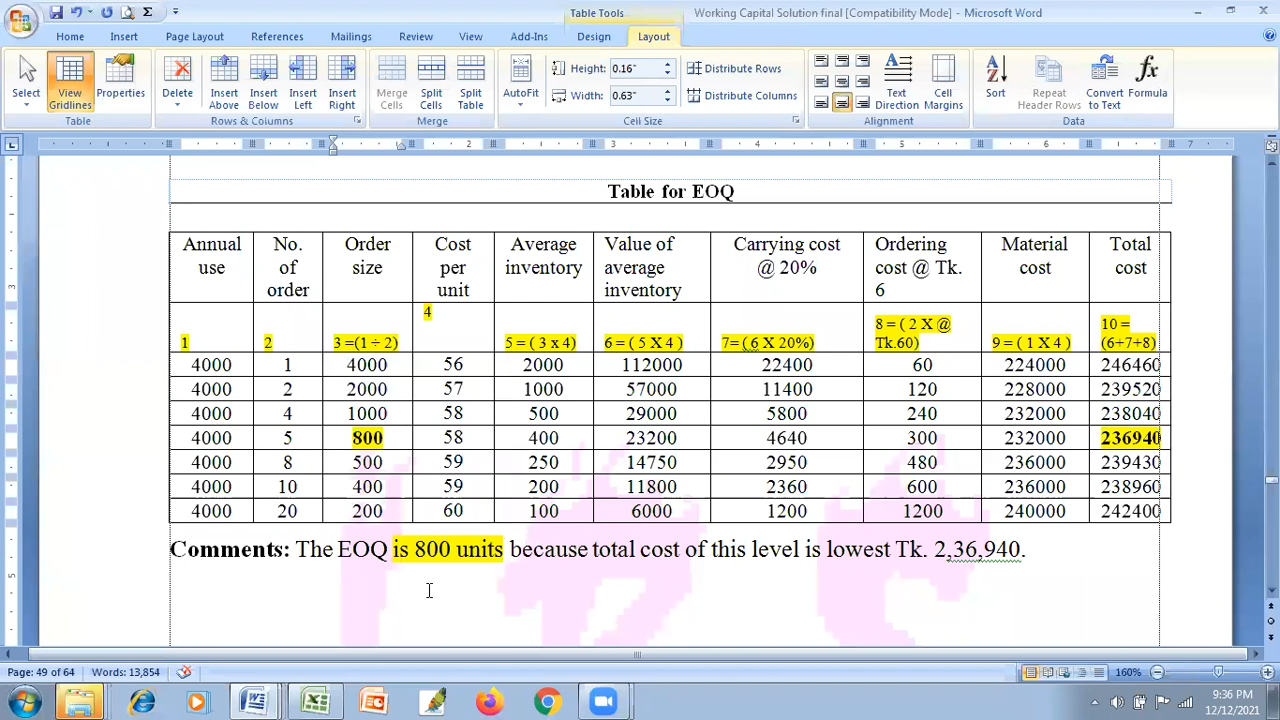 Table Tools
Working Capital Solution final [Compatibility Mode] - Microsoft Word
Home Insert Page Layout References Mailings Review View Add-Ins Design Layout
Select View Gridlines Properties
Delete Insert Above Insert Below Insert Left Insert Right
Merge Cells Split Cells Split Table
AutoFit
Height: 0.16"
Width: 0.63"
Distribute Rows
Distribute Columns
Text Direction Cell Margins
Sort Repeat Header Rows Convert to Text Formula
Table Rows & Columns Merge Cell Size Alignment Data
2 3 4 5 6 7
Table for EOQ
Annual use No. of order Order size Cost per unit Average inventory Value of average inventory Carrying cost @ 20% Ordering cost @ Tk. 6 Material cost Total cost
1 2 3 =(1 ÷ 2) 4 5 = ( 3 x 4) 6 = ( 5 X 4 ) 7= ( 6 X 20%) 8 = ( 2 X @ Tk.60) 9 = ( 1 X 4 ) 10 = (6+7+8)
4000 1 4000 56 2000 112000 22400 60 224000 246460
4000 2 2000 57 1000 57000 11400 120 228000 239520
4000 4 1000 58 500 29000 5800 240 232000 238040
4000 5 800 58 400 23200 4640 300 232000 236940
4000 8 500 59 250 14750 2950 480 236000 239430
4000 10 400 59 200 11800 2360 600 236000 238960
4000 20 200 60 100 6000 1200 1200 240000 242400
Comments: The EOQ is 800 units because total cost of this level is lowest Tk. 2,36,940.
Page: 49 of 64 Words: 13,854 160%
9:36 PM
12/12/2021